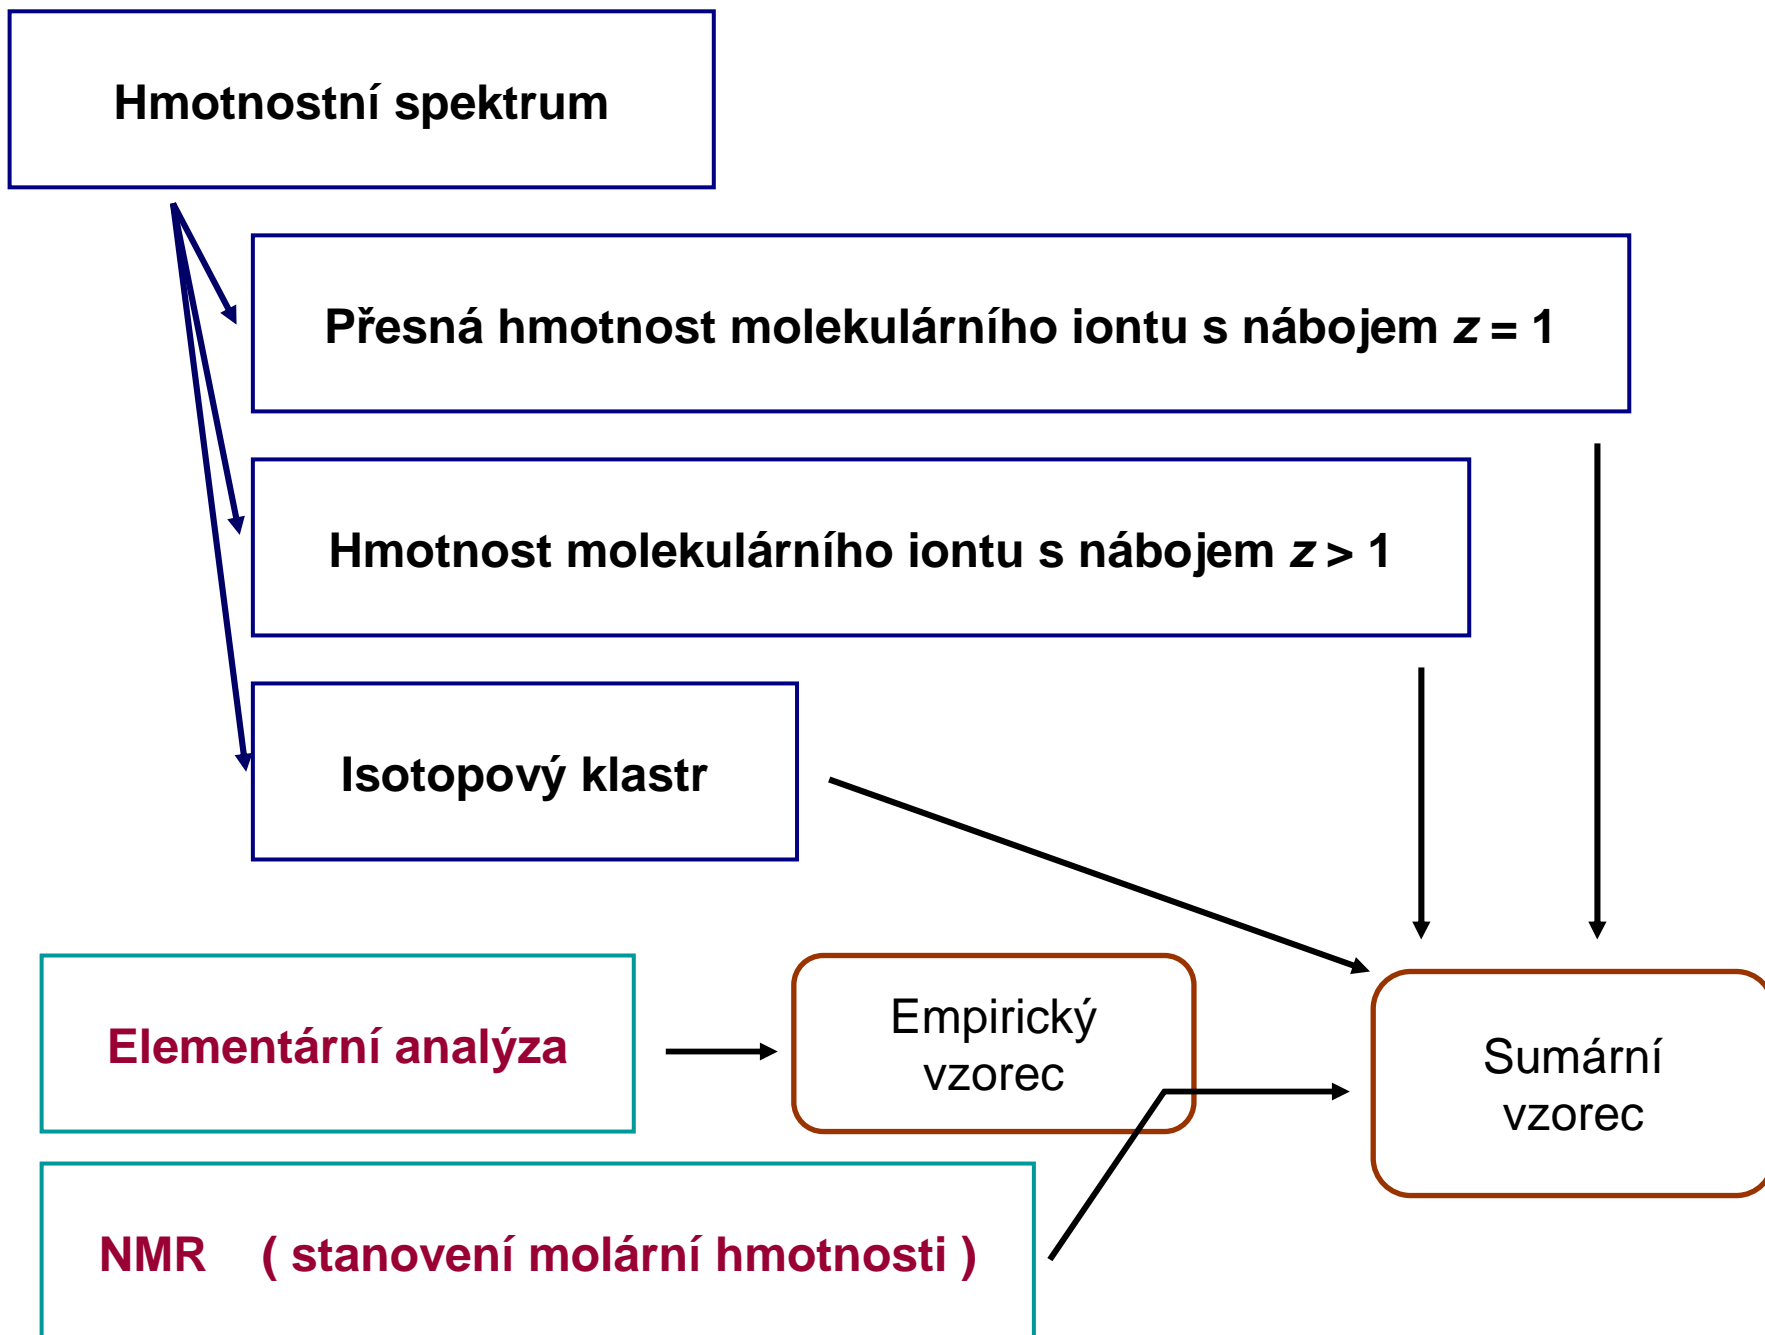 Hmotnostní spektrum
Přesná hmotnost molekulárního iontu s nábojem z = 1
Hmotnost molekulárního iontu s nábojem z > 1
Isotopový klastr
Elementární analýza
Empirický
vzorec
Sumární
vzorec
NMR ( stanovení molární hmotnosti )